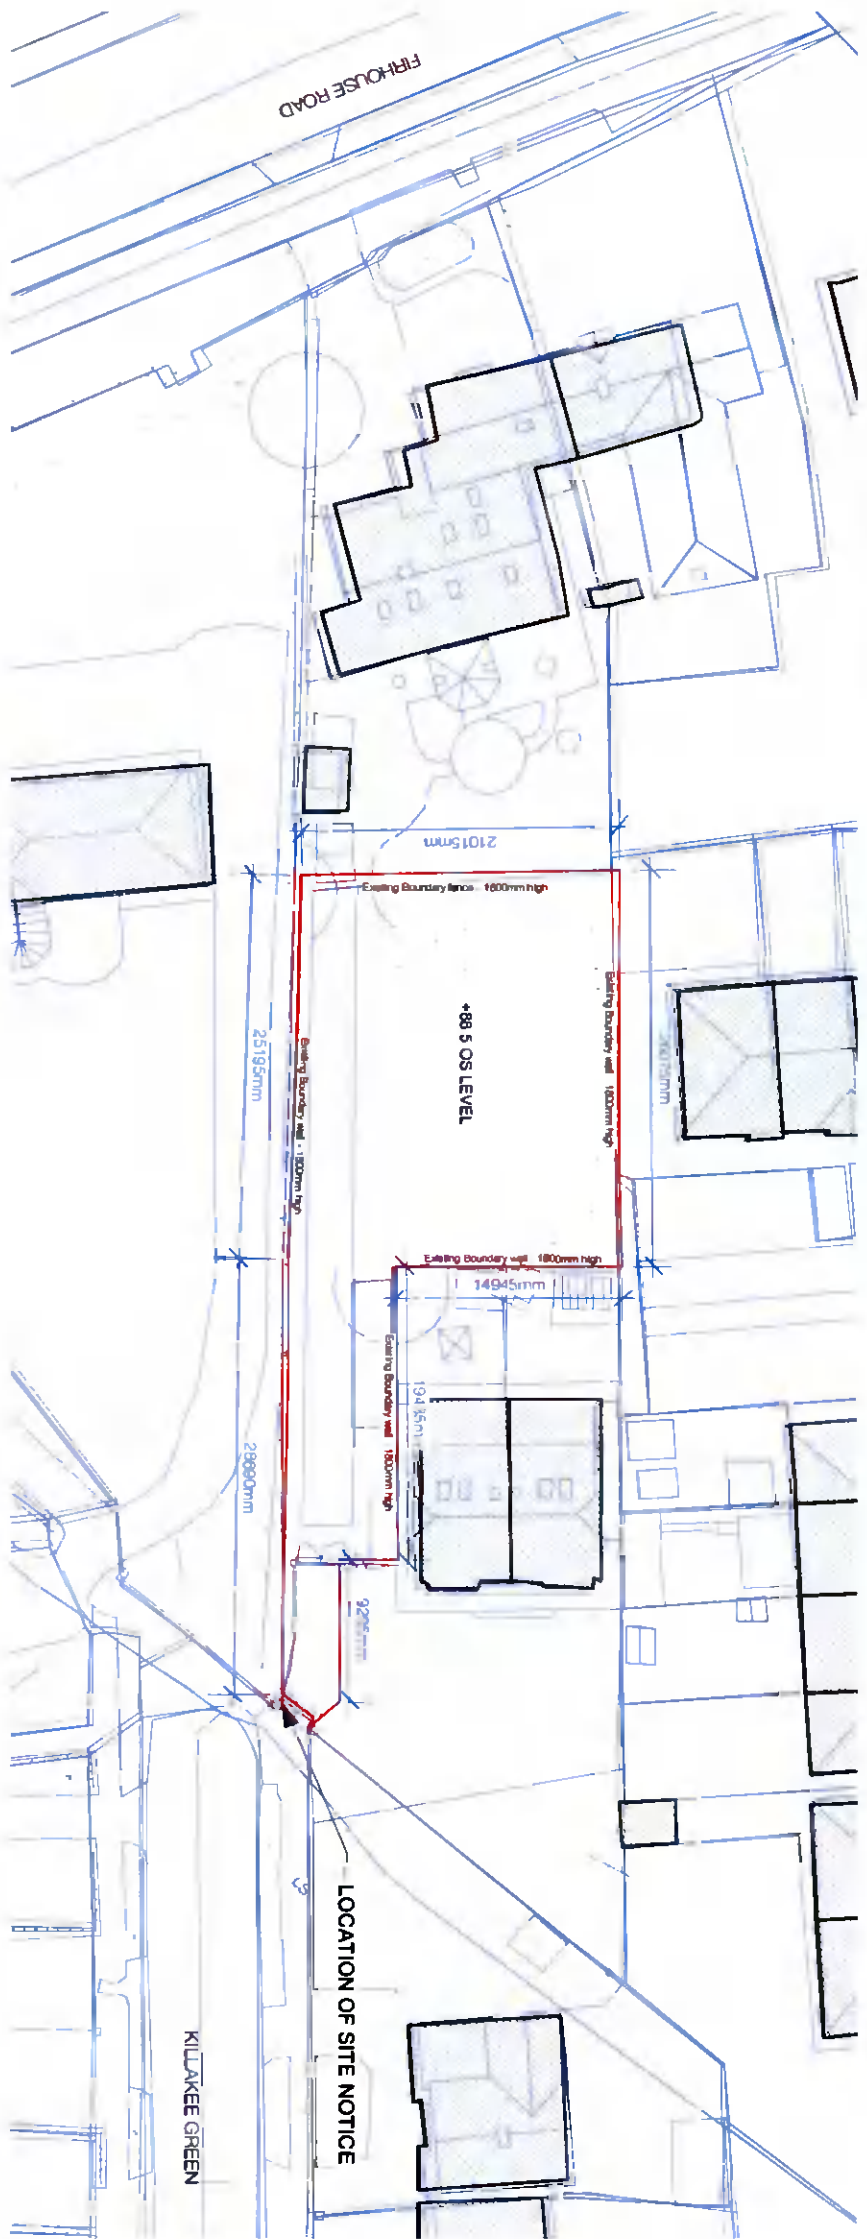 FIRHOUSE ROAD
21015mm
Existing Boundary fence - 1800mm high
Existing Boundary wall 1800mm high
+88 5 OS LEVEL
25195mm
Existing Boundary wall - 1800mm high
Existing Boundary wall 1800mm high
14945mm
Existing Boundary wall 1800mm high
28690mm
LOCATION OF SITE NOTICE
KILLAKEE GREEN